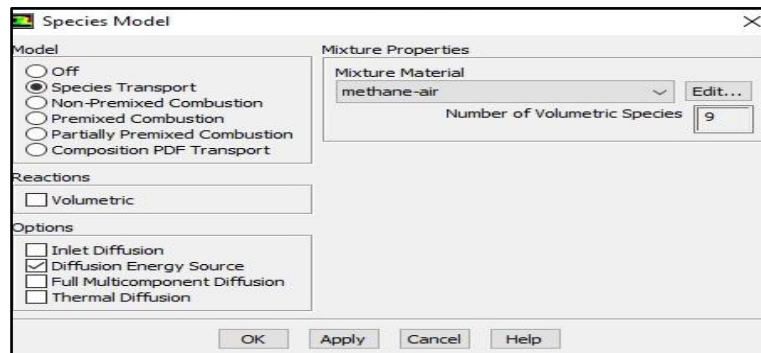 Species Model
Model
Off
Species Transport
Non-Premixed Combustion
Premixed Combustion
Partially Premixed Combustion
Composition PDF Transport
Reactions
Volumetric
Options
Inlet Diffusion
Diffusion Energy Source
Full Multicomponent Diffusion
Thermal Diffusion
Mixture Properties
Mixture Material
methane-air Edit...
Number of Volumetric Species 9
OK Apply Cancel Help